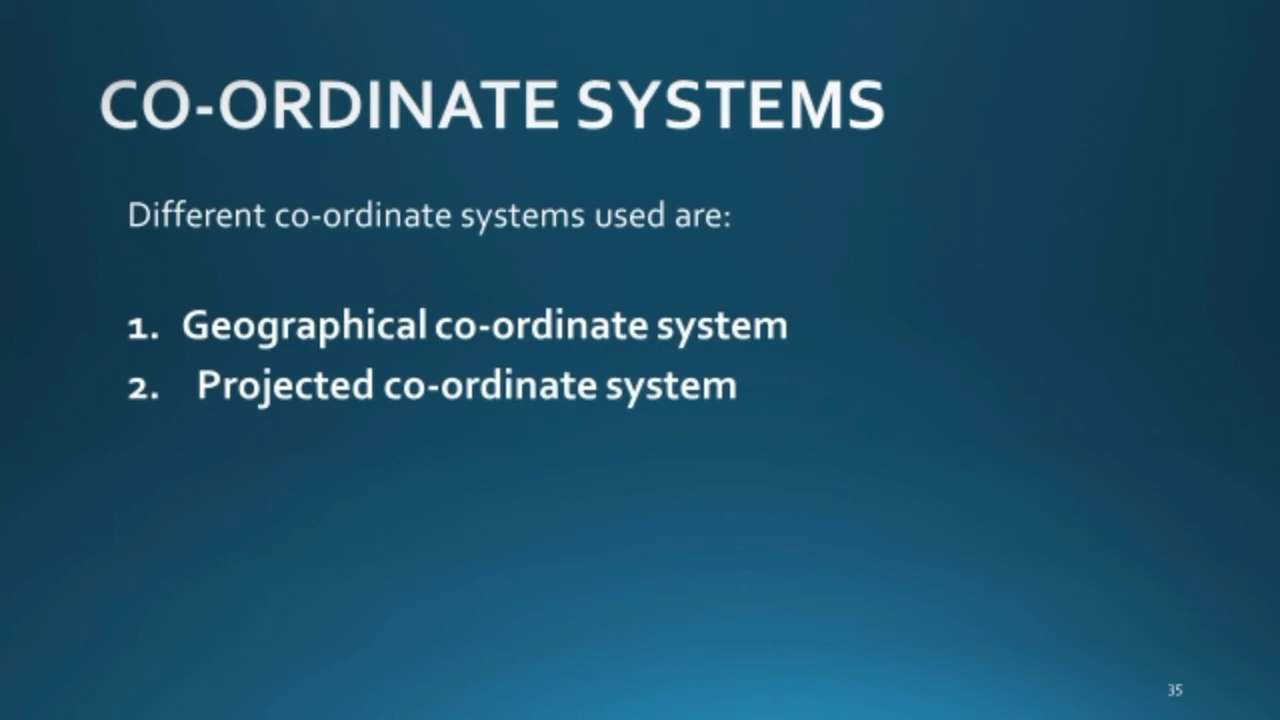 CO-ORDINATE SYSTEMS
Different co-ordinate systems used are:
1. Geographical co-ordinate system
2. Projected co-ordinate system
35